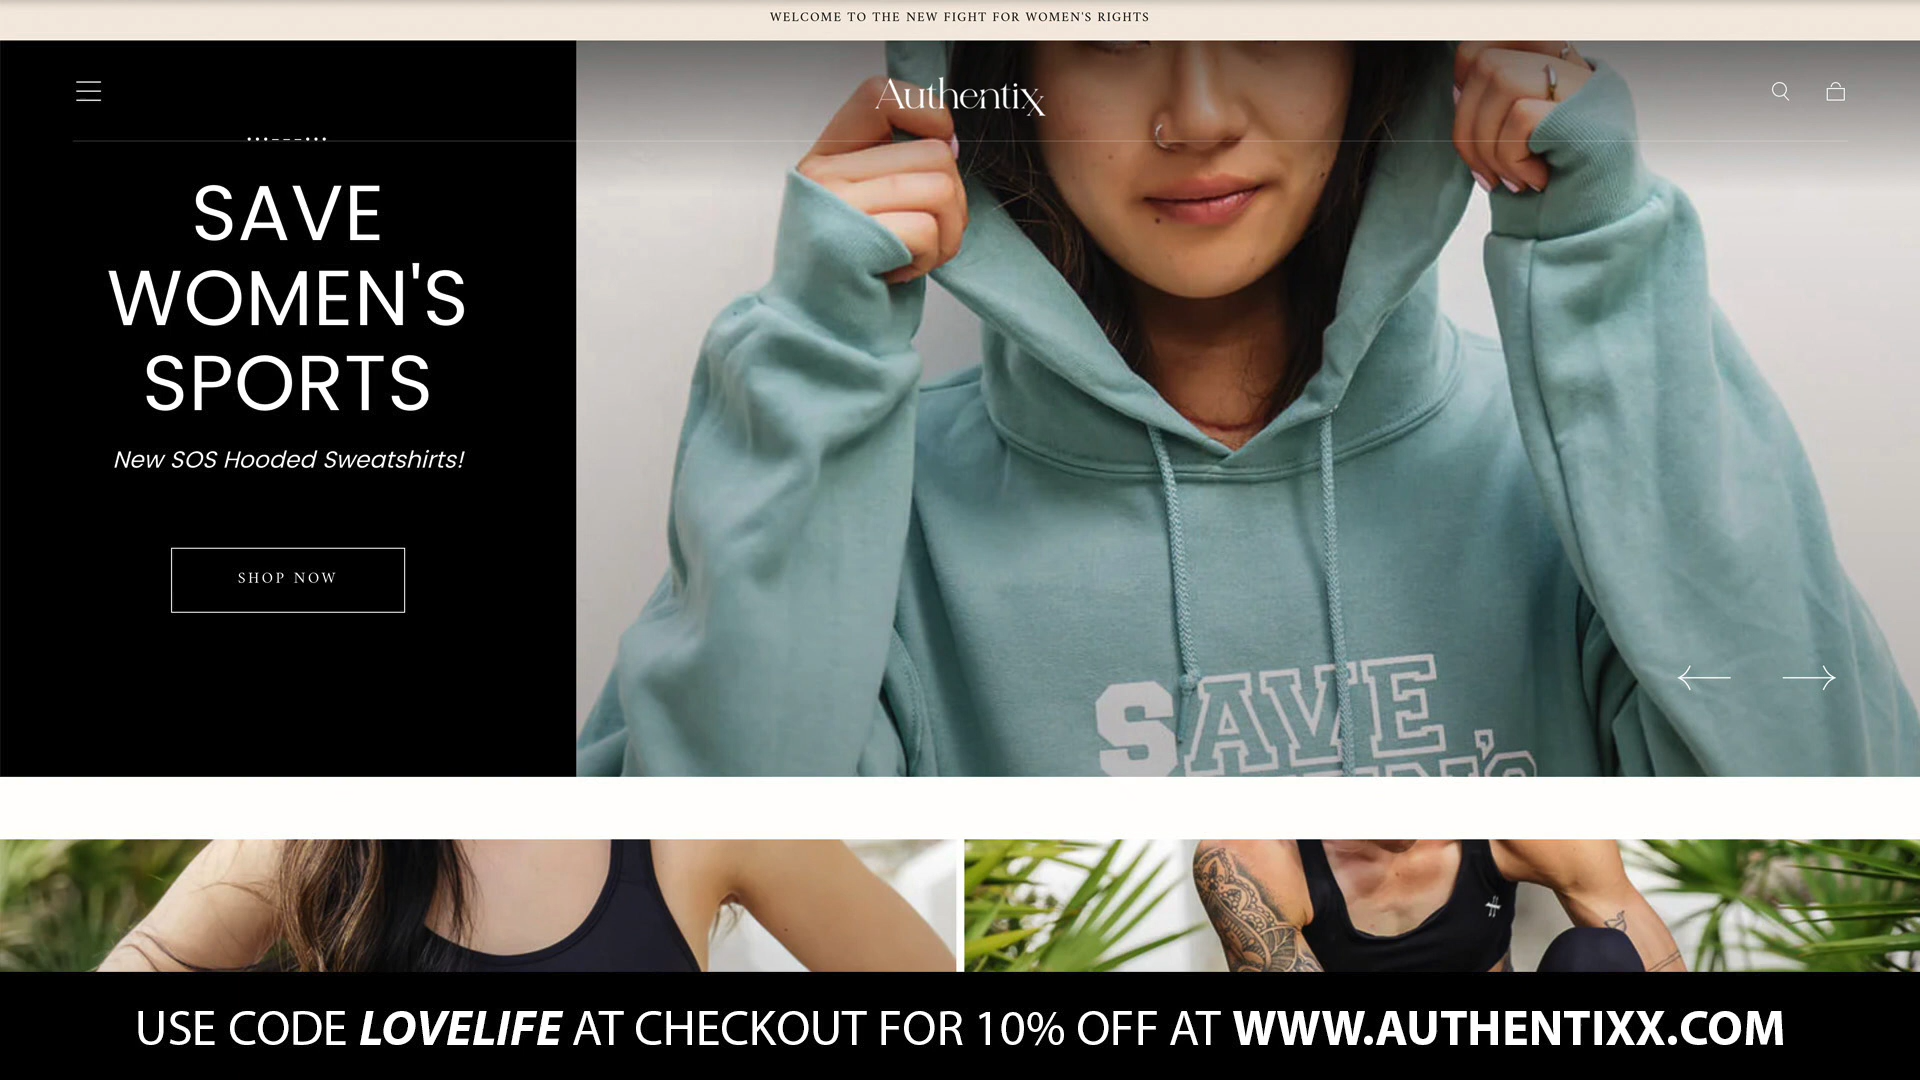 WELCOME TO THE NEW FIGHT FOR WOMEN'S RIGHTS
Authentixx
SAVE
WOMEN'S
SPORTS
New SOS Hooded Sweatshirts!
SHOP NOW
SAVE
USE CODE LOVELIFE AT CHECKOUT FOR 10% OFF AT WWW.AUTHENTIXX.COM